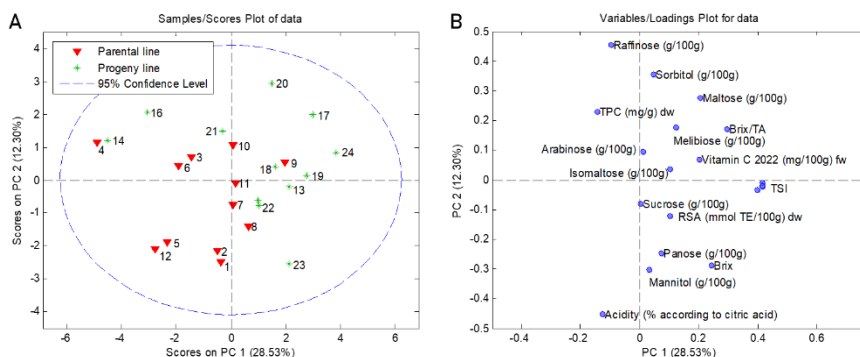 A
Samples/Scores Plot of data
Parental line
Progeny line
95% Confidence Level
Scores on PC 2 (12.30%)
4
3
2
1
0
-1
-2
-3
-4
20
16
17
21
14
4
10
3
24
6
9
18
19
11
13
7
22
8
5
12
2
1
23
-6
-4
-2
0
2
4
6
Scores on PC 1 (28.53%)
B
Variables/Loadings Plot for data
PC 2 (12.30%)
0.5
0.4
0.3
0.2
0.1
0
-0.1
-0.2
-0.3
-0.4
-0.5
Raffinose (g/100g)
Sorbitol (g/100g)
Maltose (g/100g)
TPC (mg/g) dw
Brix/TA
Melibiose (g/100g)
Arabinose (g/100g)
Vitamin C 2022 (mg/100g) fw
Isomaltose (g/100g)
TSI
Sucrose (g/100g)
RSA (mmol TE/100g) dw
Panose (g/100g)
Brix
Mannitol (g/100g)
Acidity (% according to citric acid)
-0.4
-0.2
0
0.2
0.4
0.6
PC 1 (28.53%)